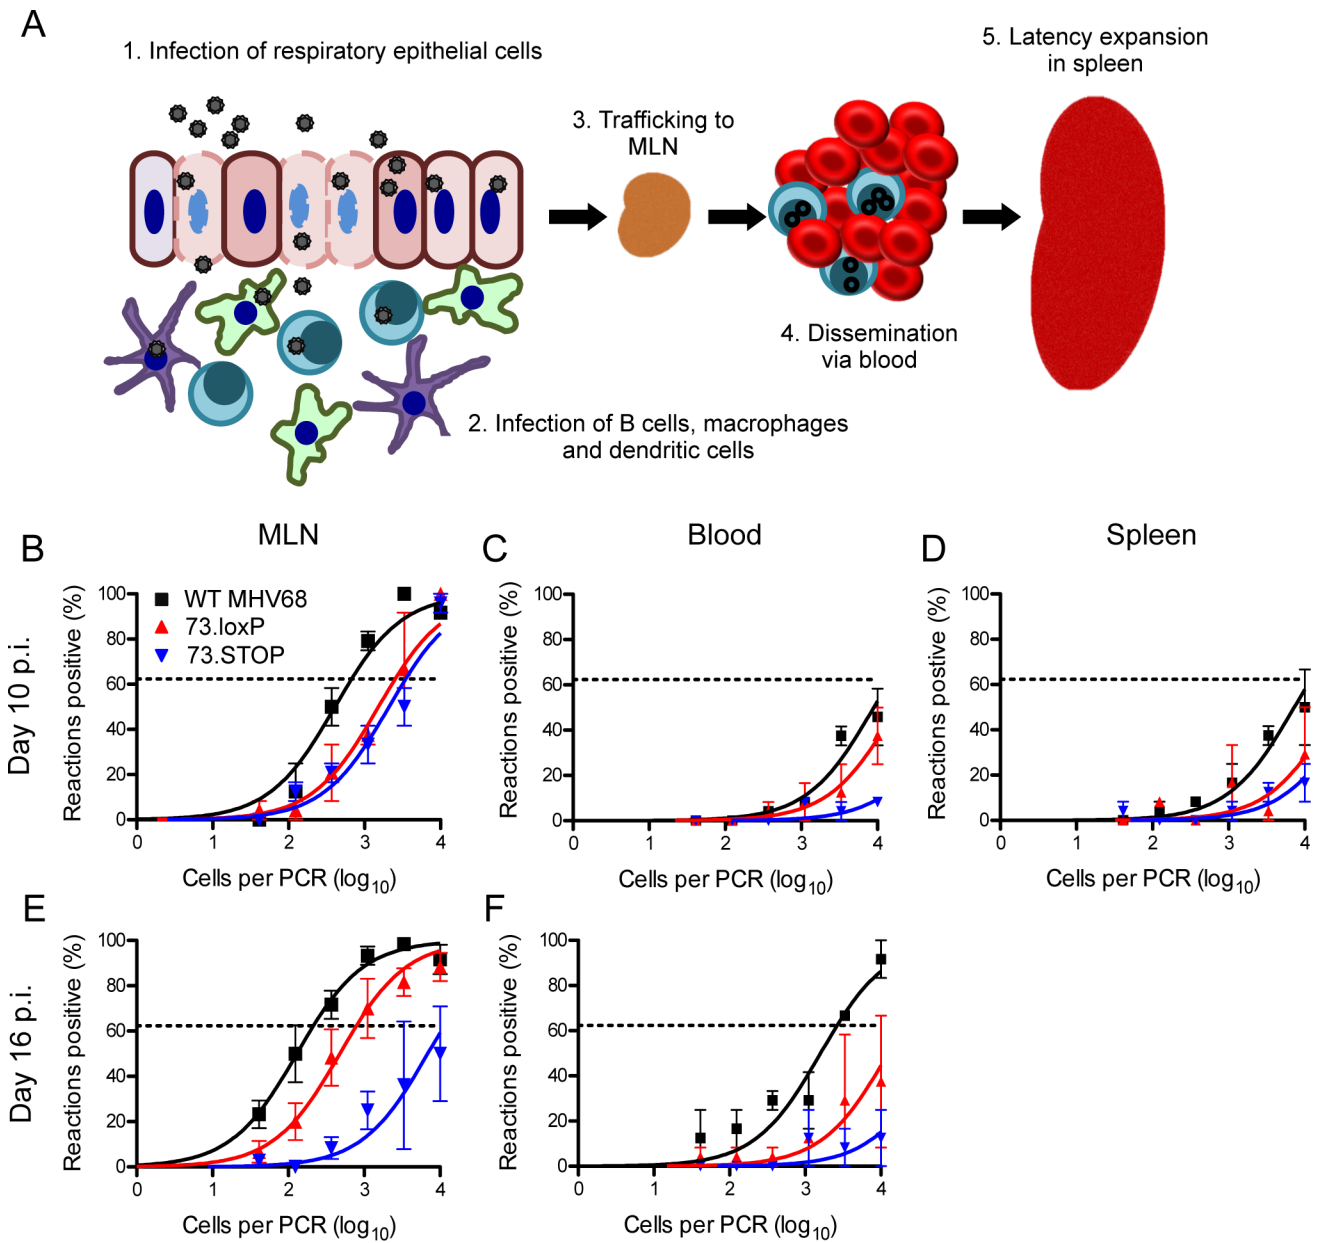 A
1. Infection of respiratory epithelial cells
5. Latency expansion
in spleen
3. Trafficking to
MLN
4. Dissemination
via blood
2. Infection of B cells, macrophages
and dendritic cells
MLN
Blood
Spleen
B
C
D
Day 10 p.i.
Reactions positive (%)
100
80
60
40
20
0
WT MHV68
73.loxP
73.STOP
0 1 2 3 4
Cells per PCR (log10)
Reactions positive (%)
100
80
60
40
20
0
0 1 2 3 4
Cells per PCR (log10)
Reactions positive (%)
100
80
60
40
20
0
0 1 2 3 4
Cells per PCR (log10)
E
F
Day 16 p.i.
Reactions positive (%)
100
80
60
40
20
0
0 1 2 3 4
Cells per PCR (log10)
Reactions positive (%)
100
80
60
40
20
0
0 1 2 3 4
Cells per PCR (log10)